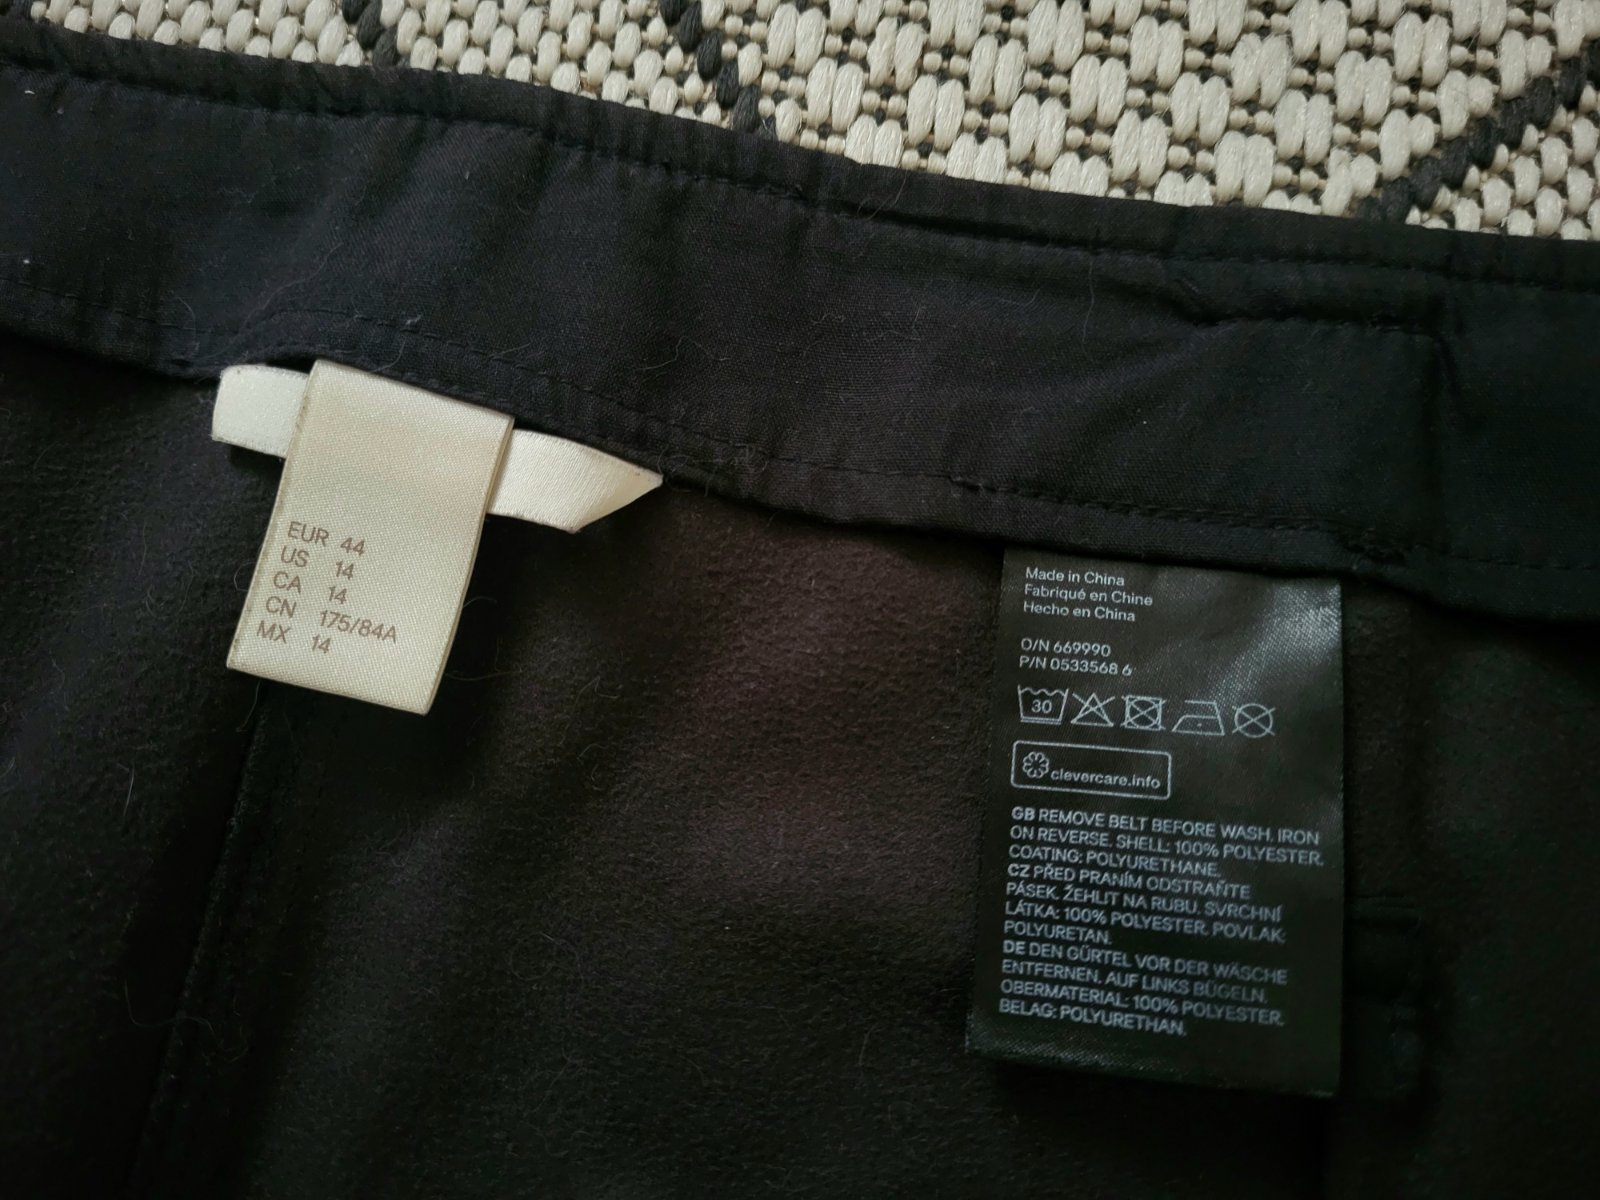 EUR 44
US 14
CA 14
CN 175/84A
MX 14
Made in China
Fabriqué en Chine
Hecho en China
O/N 669990
P/N 0533568 6
30
clevercare.info
GB REMOVE BELT BEFORE WASH. IRON
ON REVERSE. SHELL: 100% POLYESTER.
COATING: POLYURETHANE.
CZ PŘED PRANÍM ODSTRAŇTE
PÁSEK. ŽEHLIT NA RUBU. SVRCHNÍ
LÁTKA: 100% POLYESTER. POVLAK:
POLYURETAN.
DE DEN GÜRTEL VOR DER WÄSCHE
ENTFERNEN. AUF LINKS BÜGELN.
OBERMATERIAL: 100% POLYESTER.
BELAG: POLYURETHAN.